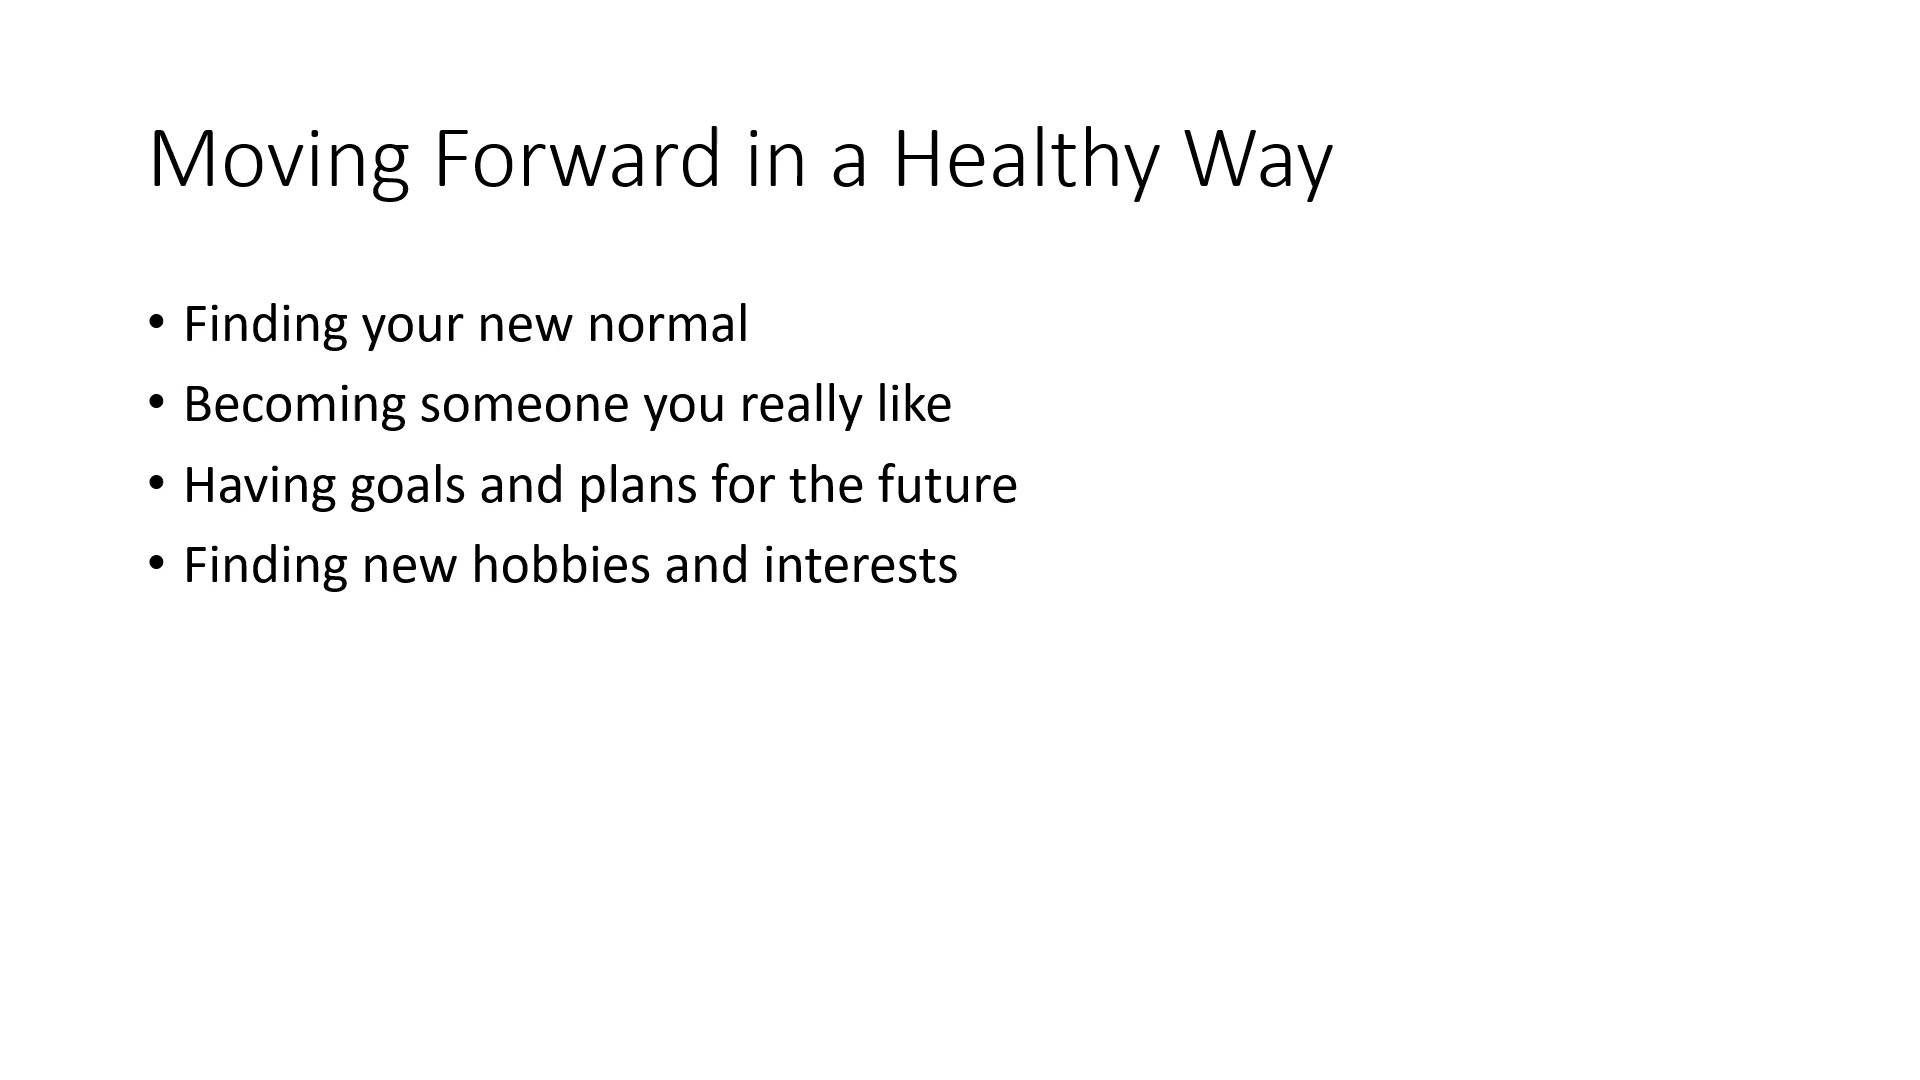 Moving Forward in a Healthy Way
• Finding your new normal
• Becoming someone you really like
• Having goals and plans for the future
• Finding new hobbies and interests